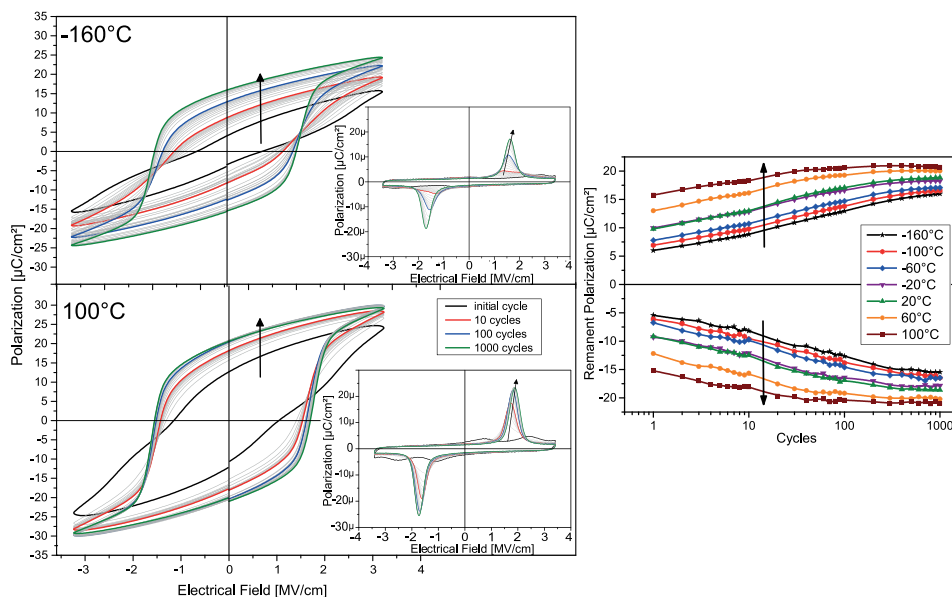 -160°C
35
30
25
20
15
10
5
0
-5
-10
-15
-20
-25
-30
Polarization [µC/cm²]
20µ
10µ
0
-10µ
-20µ
30µ
Polarization [µC/cm²]
-4 -3 -2 -1 0 1 2 3 4
Electrical Field [MV/cm]
100°C
30
25
20
15
10
5
0
-5
-10
-15
-20
-25
-30
35
initial cycle
10 cycles
100 cycles
1000 cycles
20µ
10µ
0
-10µ
-20µ
30µ
Polarization [µC/cm²]
-4 -3 -2 -1 0 1 2 3 4
Electrical Field [MV/cm]
-3 -2 -1 0 1 2 3 4
Electrical Field [MV/cm]
Remanent Polarization [µC/cm²]
20
15
10
5
0
-5
-10
-15
-20
1 10 100 1000
Cycles
-160°C
-100°C
-60°C
-20°C
20°C
60°C
100°C